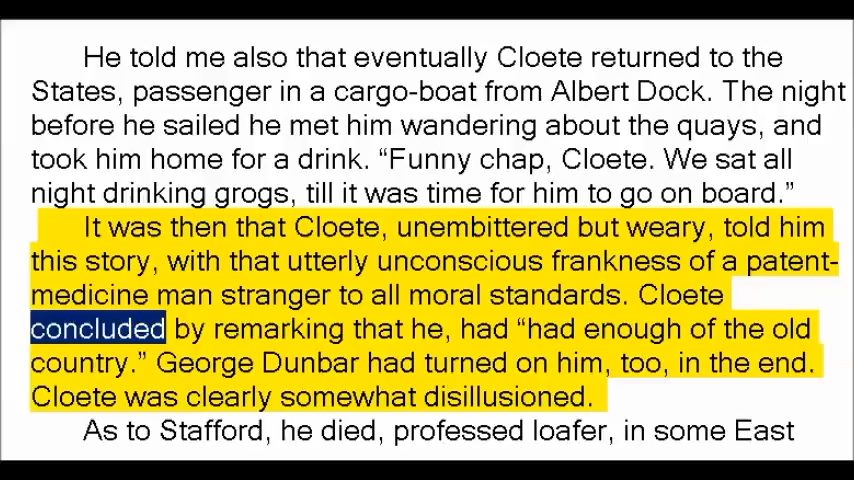 He told me also that eventually Cloete returned to the
States, passenger in a cargo-boat from Albert Dock. The night
before he sailed he met him wandering about the quays, and
took him home for a drink. “Funny chap, Cloete. We sat all
night drinking grogs, till it was time for him to go on board.”
It was then that Cloete, unembittered but weary, told him
this story, with that utterly unconscious frankness of a patent-
medicine man stranger to all moral standards. Cloete
concluded by remarking that he, had “had enough of the old
country.” George Dunbar had turned on him, too, in the end.
Cloete was clearly somewhat disillusioned.
As to Stafford, he died, professed loafer, in some East